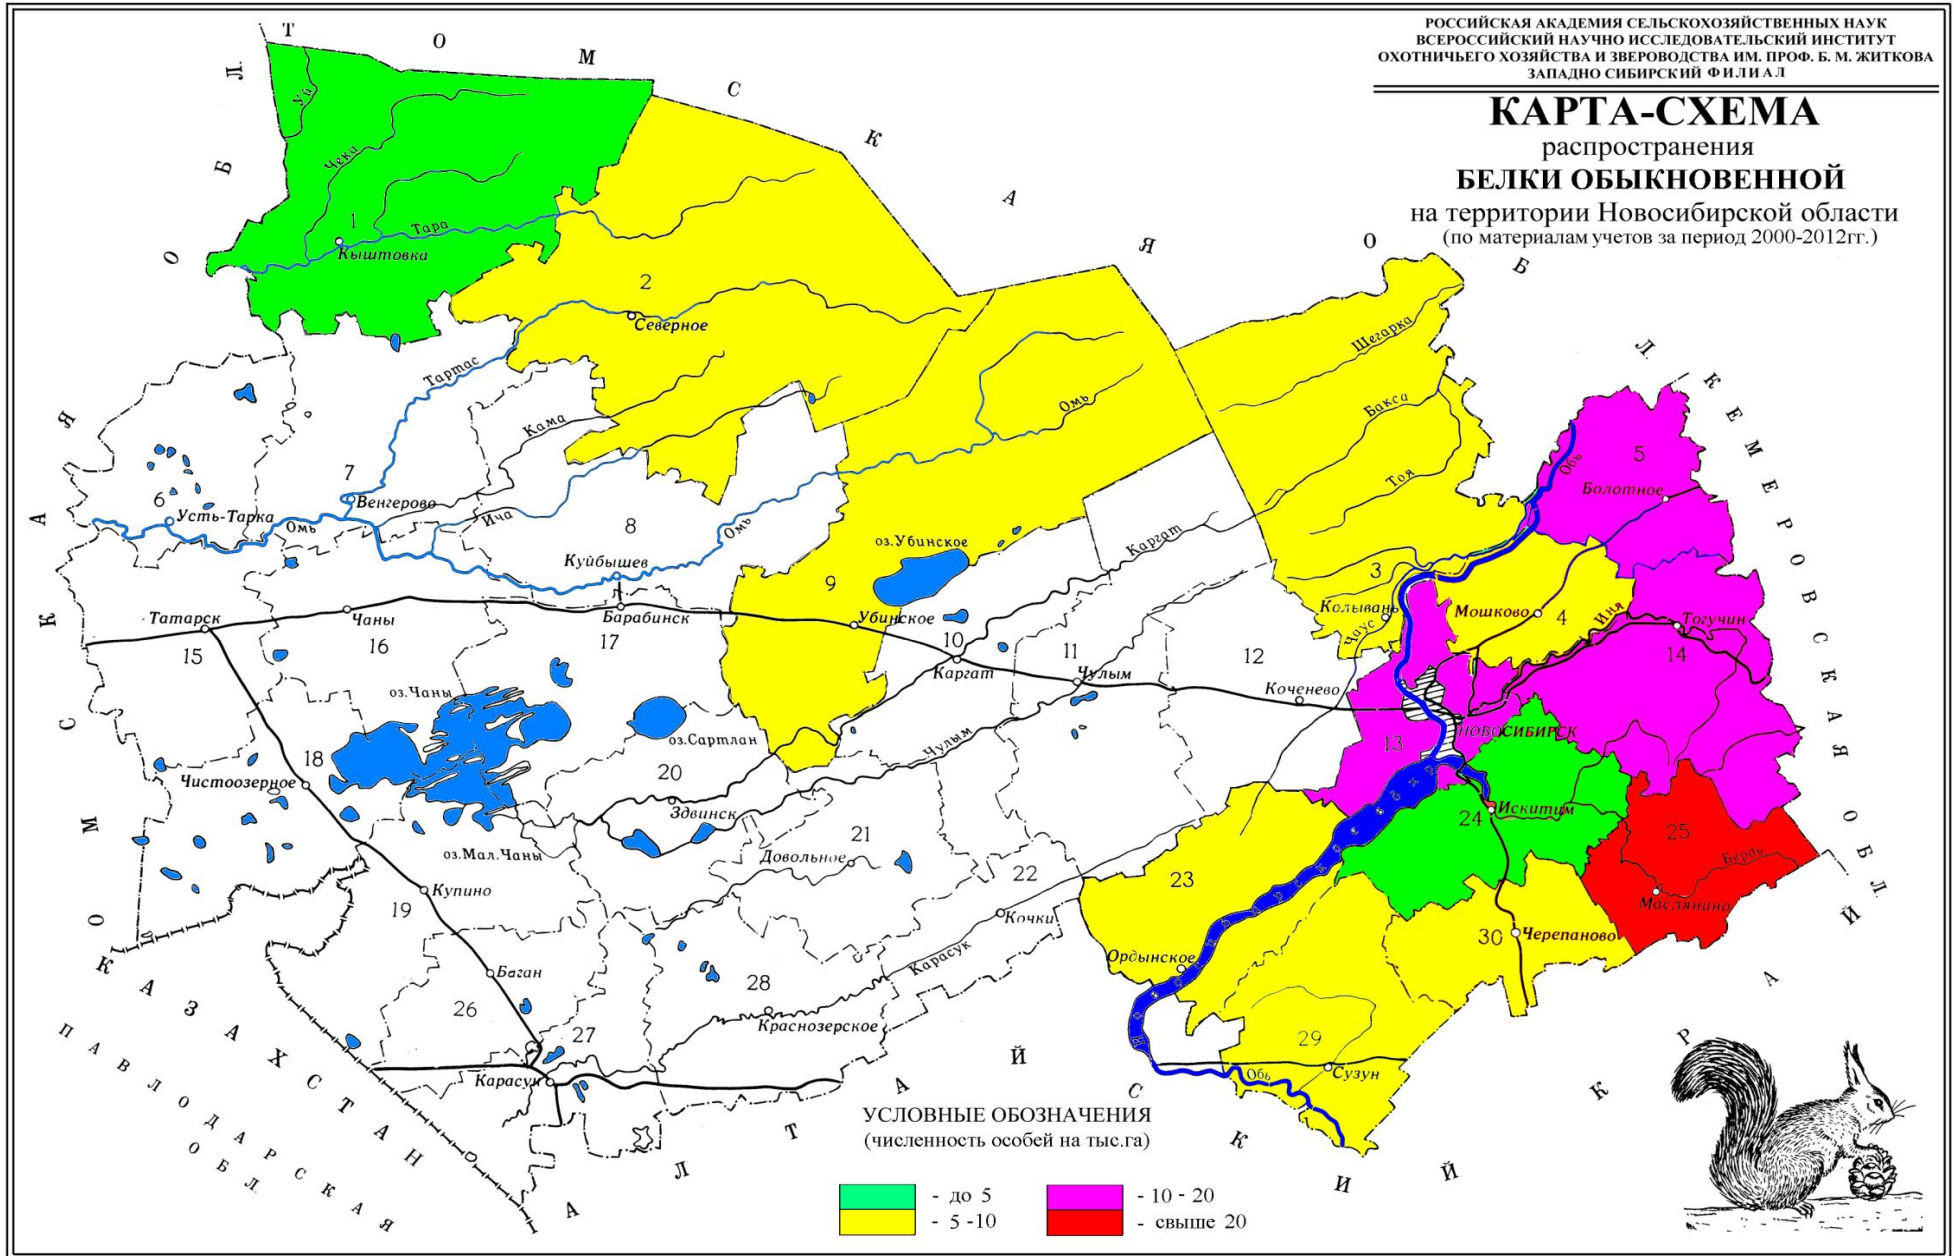 РОССИЙСКАЯ АКАДЕМИЯ СЕЛЬСКОХОЗЯЙСТВЕННЫХ НАУК
ВСЕРОССИЙСКИЙ НАУЧНО ИССЛЕДОВАТЕЛЬСКИЙ ИНСТИТУТ
ОХОТНИЧЬЕГО ХОЗЯЙСТВА И ЗВЕРОВОДСТВА ИМ. ПРОФ. Б. М. ЖИТКОВА
ЗАПАДНО СИБИРСКИЙ ФИЛИАЛ
КАРТА-СХЕМА
распространения
БЕЛКИ ОБЫКНОВЕННОЙ
на территории Новосибирской области
(по материалам учетов за период 2000-2012гг.)
ТОМСКАЯ ОБЛ.
КЕМЕРОВСКАЯ ОБЛ.
АЛТАЙСКИЙ КРАЙ
КАЗАХСТАН
ПАВЛОДАРСКАЯ
ОБЛ.
ОМСКАЯ ОБЛ.
Уй
Чека
1
Тара
Кыштовка
2
Северное
Тартас
Кама
Омь
Шегарка
Бакса
Тоя
Обь
5
Болотное
6
Усть-Тарка
7
Венгерово
Омь
Ича
8
Омь
Куйбышев
оз.Убинское
Каргат
9
3
Колывань
Чаус
Мошково
4
Иня
Тогучин
14
Татарск
15
Чаны
16
Барабинск
17
Убинское
10
Каргат
11
Чулым
12
Коченево
оз.Чаны
оз.Сартлан
Чулым
13
НОВОСИБИРСК
18
Чистоозерное
20
Здвинск
24
Искитим
25
Бердь
Маслянино
оз.Мал.Чаны
21
Довольное
22
Кочки
23
Ордынское
19
Купино
30
Черепаново
Карасук
Баган
28
Краснозерское
26
27
Карасук
29
Сузун
Обь
УСЛОВНЫЕ ОБОЗНАЧЕНИЯ
(численность особей на тыс.га)
- до 5
- 10 - 20
- 5 -10
- свыше 20